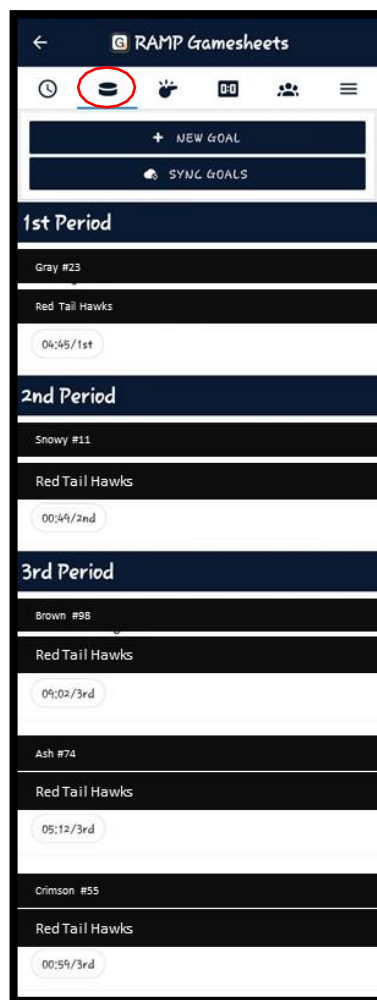 RAMP Gamesheets
0:0
+ NEW GOAL
SYNC GOALS
1st Period
Gray #23
Red Tail Hawks
04:45/1st
2nd Period
Snowy #11
Red Tail Hawks
00:49/2nd
3rd Period
Brown #98
Red Tail Hawks
09:02/3rd
Ash #74
Red Tail Hawks
05:12/3rd
Crimson #55
Red Tail Hawks
00:59/3rd